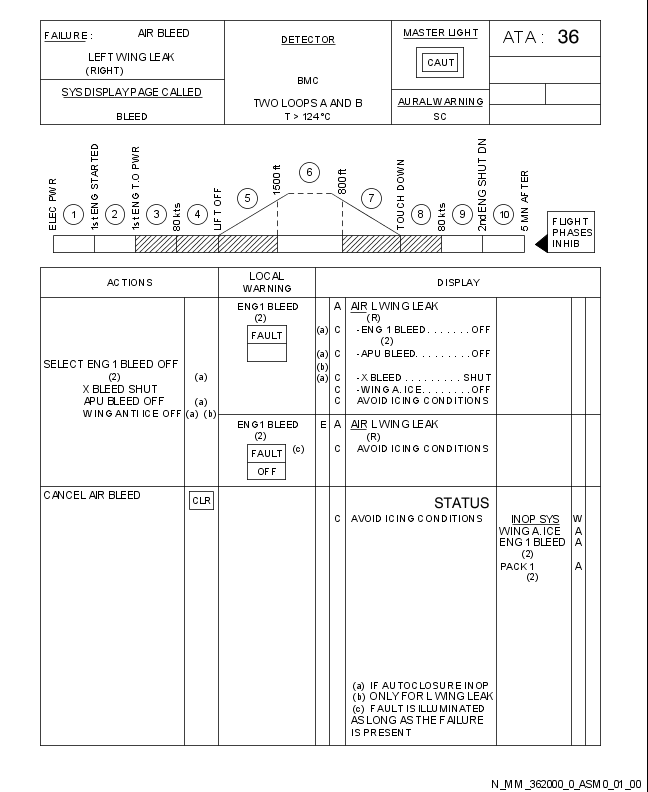 FAILURE: AIR BLEED
LEFT WING LEAK
(RIGHT)
SYS DISPLAY PAGE CALLED
BLEED
DETECTOR
BMC
TWO LOOPS A AND B
T > 124°C
MASTER LIGHT
CAUT
AURAL WARNING
SC
ATA: 36
ELEC PWR
1
1st ENG STARTED
2
1st ENG T.O PWR
3
80 kts
4
LIFT OFF
5
1500 ft
6
800 ft
7
TOUCH DOWN
8
80 kts
9
2nd ENG SHUT DN
10
5 MN AFTER
FLIGHT
PHASES
INHIB
ACTIONS
LOCAL
WARNING
DISPLAY
ENG 1 BLEED
(2)
FAULT
A AIR L WING LEAK
(R)
(a) C -ENG 1 BLEED.......OFF
(2)
(a) C -APU BLEED.........OFF
(b)
(a) C -X BLEED.........SHUT
C -WING A.ICE.......OFF
C AVOID ICING CONDITIONS
SELECT ENG 1 BLEED OFF
(2) (a)
X BLEED SHUT
APU BLEED OFF (a)
WING ANTI ICE OFF (a) (b)
ENG 1 BLEED
(2)
FAULT (c)
OFF
E A AIR L WING LEAK
(R)
C AVOID ICING CONDITIONS
CANCEL AIR BLEED CLR
STATUS
C AVOID ICING CONDITIONS
INOP SYS W
WING A.ICE A
ENG 1 BLEED A
(2)
PACK 1 A
(2)
(a) IF AUTOCLOSURE INOP
(b) ONLY FOR L WING LEAK
(c) FAULT IS ILLUMINATED
AS LONG AS THE FAILURE
IS PRESENT
N_MM_362000_0_ASM0_01_00